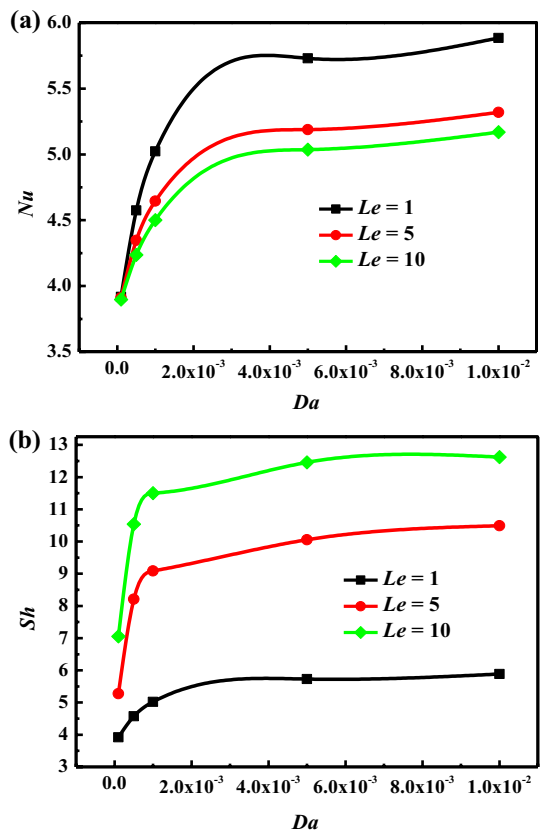 (a)
6.0
5.5
5.0
4.5
4.0
3.5
Nu
Le = 1
Le = 5
Le = 10
0.0 2.0x10⁻³ 4.0x10⁻³ 6.0x10⁻³ 8.0x10⁻³ 1.0x10⁻²
Da
(b)
13
12
11
10
9
8
7
6
5
4
3
Sh
Le = 1
Le = 5
Le = 10
0.0 2.0x10⁻³ 4.0x10⁻³ 6.0x10⁻³ 8.0x10⁻³ 1.0x10⁻²
Da